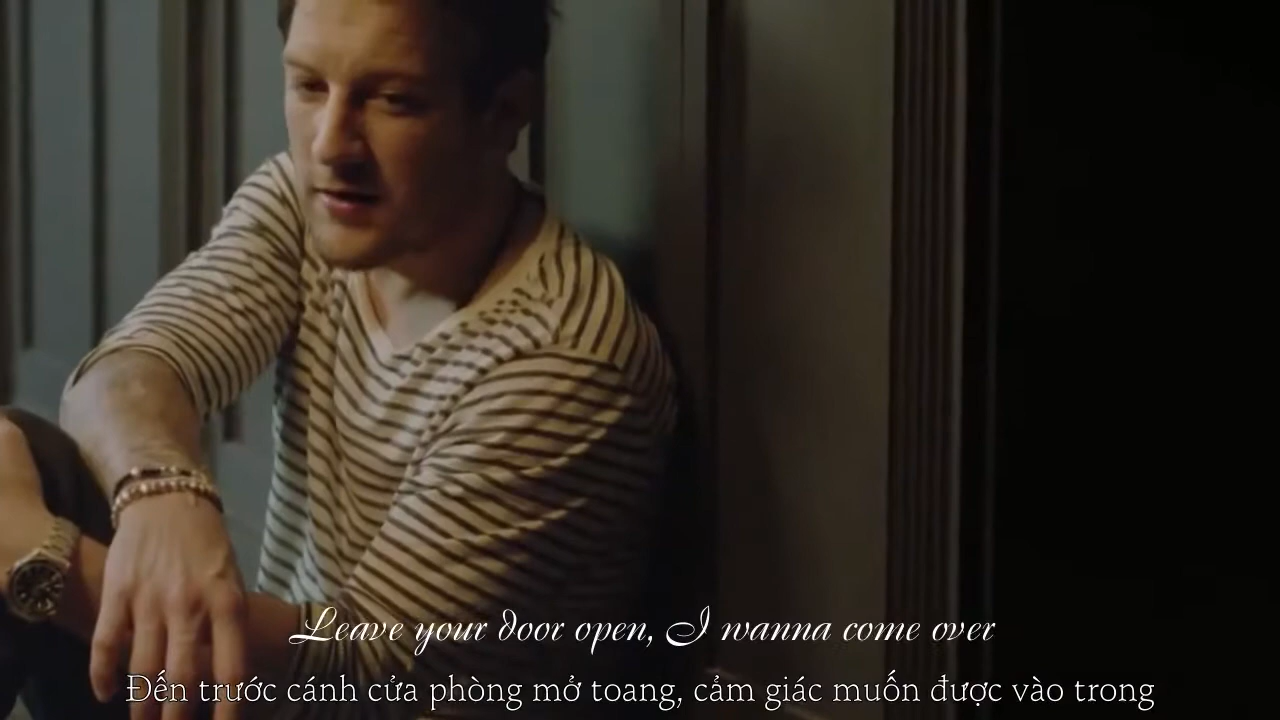 Leave your door open, I wanna come over
Đến trước cánh cửa phòng mở toang, cảm giác muốn được vào trong